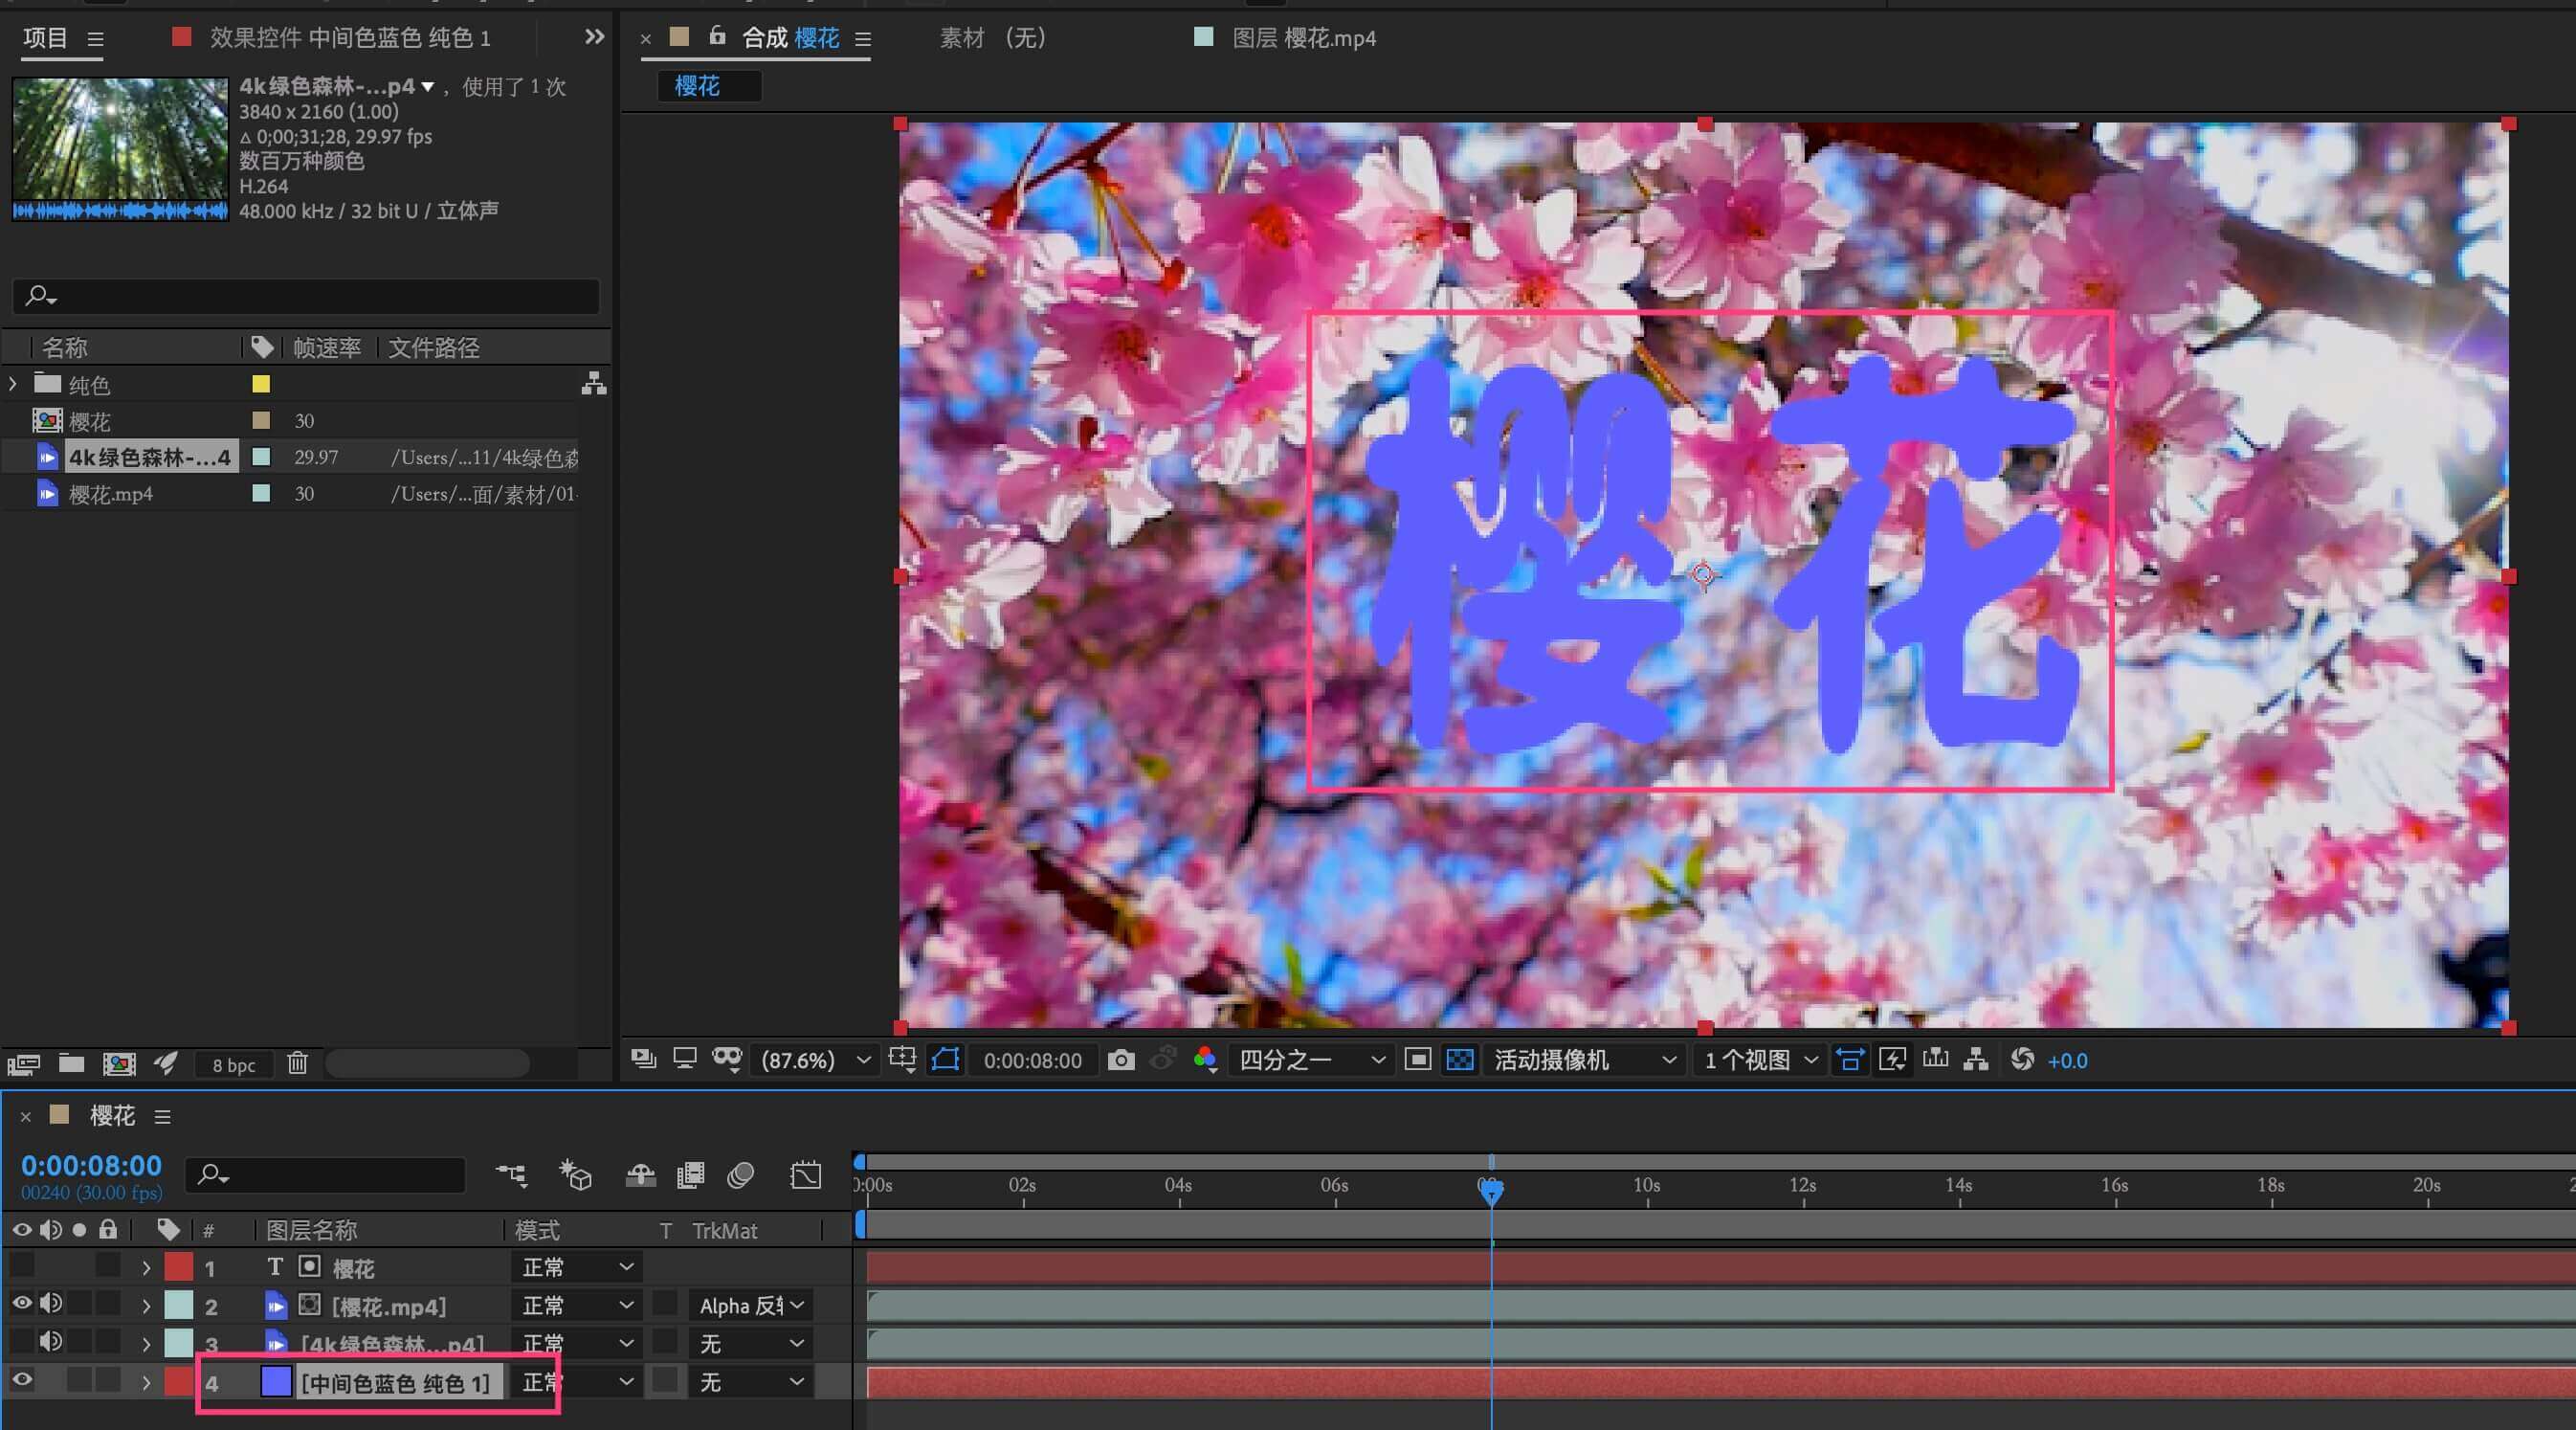 项目
效果控件 中间色蓝色 纯色 1
合成 樱花
素材 （无）
图层 樱花.mp4
樱花
4k绿色森林-...p4 ，使用了 1 次
3840 x 2160 (1.00)
Δ 0;00;31;28, 29.97 fps
数百万种颜色
H.264
48.000 kHz / 32 bit U / 立体声
名称 帧速率 文件路径
纯色
樱花 30
4k绿色森林-...4 29.97 /Users/...11/4k绿色森
樱花.mp4 30 /Users/...面/素材/01-
樱花
8 bpc
(87.6%) 0:00:08:00 四分之一 活动摄像机 1 个视图 +0.0
樱花
0:00:08:00
00240 (30.00 fps)
0:00s 02s 04s 06s 08s 10s 12s 14s 16s 18s 20s
# 图层名称 模式 T TrkMat
1 T 樱花 正常
2 [樱花.mp4] 正常 Alpha 反转
3 [4k绿色森林...p4] 正常 无
4 [中间色蓝色 纯色 1] 正常 无